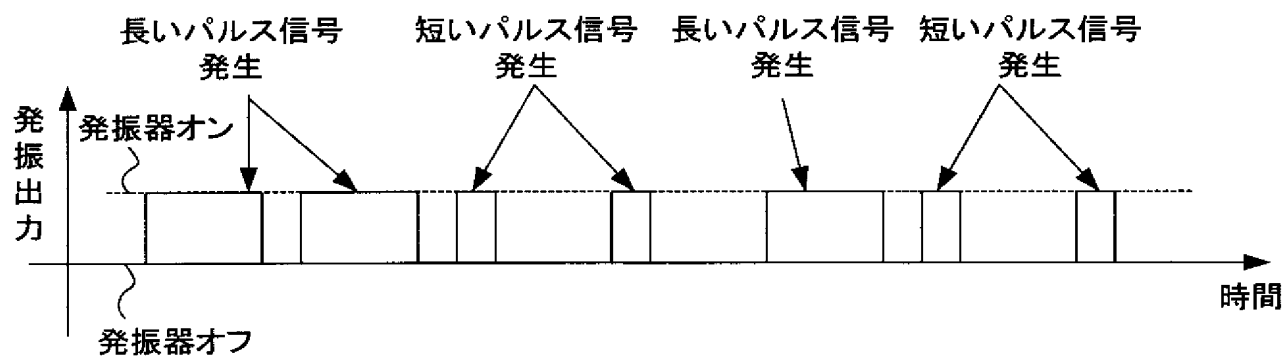 長いパルス信号
発生
短いパルス信号
発生
長いパルス信号
発生
短いパルス信号
発生
発振出力
発振器オン
時間
発振器オフ